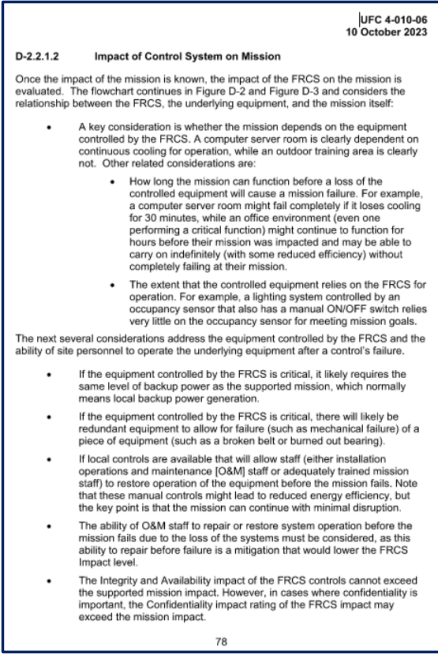 UFC 4-010-06
10 October 2023
D-2.2.1.2 Impact of Control System on Mission
Once the impact of the mission is known, the impact of the FRCS on the mission is
evaluated. The flowchart continues in Figure D-2 and Figure D-3 and considers the
relationship between the FRCS, the underlying equipment, and the mission itself:
• A key consideration is whether the mission depends on the equipment
controlled by the FRCS. A computer server room is clearly dependent on
continuous cooling for operation, while an outdoor training area is clearly
not. Other related considerations are:
• How long the mission can function before a loss of the
controlled equipment will cause a mission failure. For example,
a computer server room might fail completely if it loses cooling
for 30 minutes, while an office environment (even one
performing a critical function) might continue to function for
hours before their mission was impacted and may be able to
carry on indefinitely (with some reduced efficiency) without
completely failing at their mission.
• The extent that the controlled equipment relies on the FRCS for
operation. For example, a lighting system controlled by an
occupancy sensor that also has a manual ON/OFF switch relies
very little on the occupancy sensor for meeting mission goals.
The next several considerations address the equipment controlled by the FRCS and the
ability of site personnel to operate the underlying equipment after a control's failure.
• If the equipment controlled by the FRCS is critical, it likely requires the
same level of backup power as the supported mission, which normally
means local backup power generation.
• If the equipment controlled by the FRCS is critical, there will likely be
redundant equipment to allow for failure (such as mechanical failure) of a
piece of equipment (such as a broken belt or burned out bearing).
• If local controls are available that will allow staff (either installation
operations and maintenance [O&M] staff or adequately trained mission
staff) to restore operation of the equipment before the mission fails. Note
that these manual controls might lead to reduced energy efficiency, but
the key point is that the mission can continue with minimal disruption.
• The ability of O&M staff to repair or restore system operation before the
mission fails due to the loss of the systems must be considered, as this
ability to repair before failure is a mitigation that would lower the FRCS
Impact level.
• The Integrity and Availability impact of the FRCS controls cannot exceed
the supported mission impact. However, in cases where confidentiality is
important, the Confidentiality impact rating of the FRCS impact may
exceed the mission impact.
78